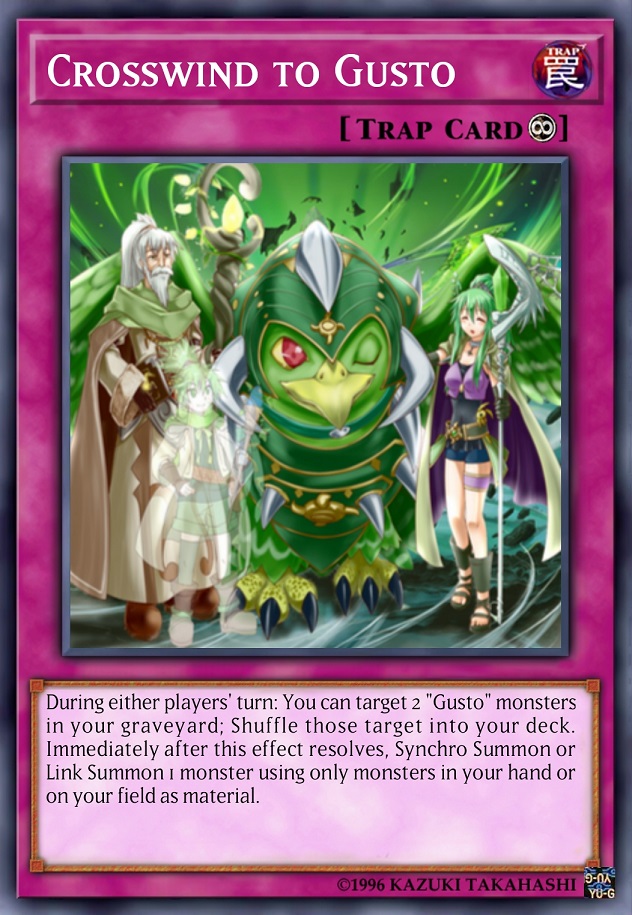 Crosswind to Gusto
TRAP
罠
[Trap Card♾]
During either players' turn: You can target 2 "Gusto" monsters
in your graveyard; Shuffle those target into your deck.
Immediately after this effect resolves, Synchro Summon or
Link Summon 1 monster using only monsters in your hand or
on your field as material.
©1996 KAZUKI TAKAHASHI
YU-G